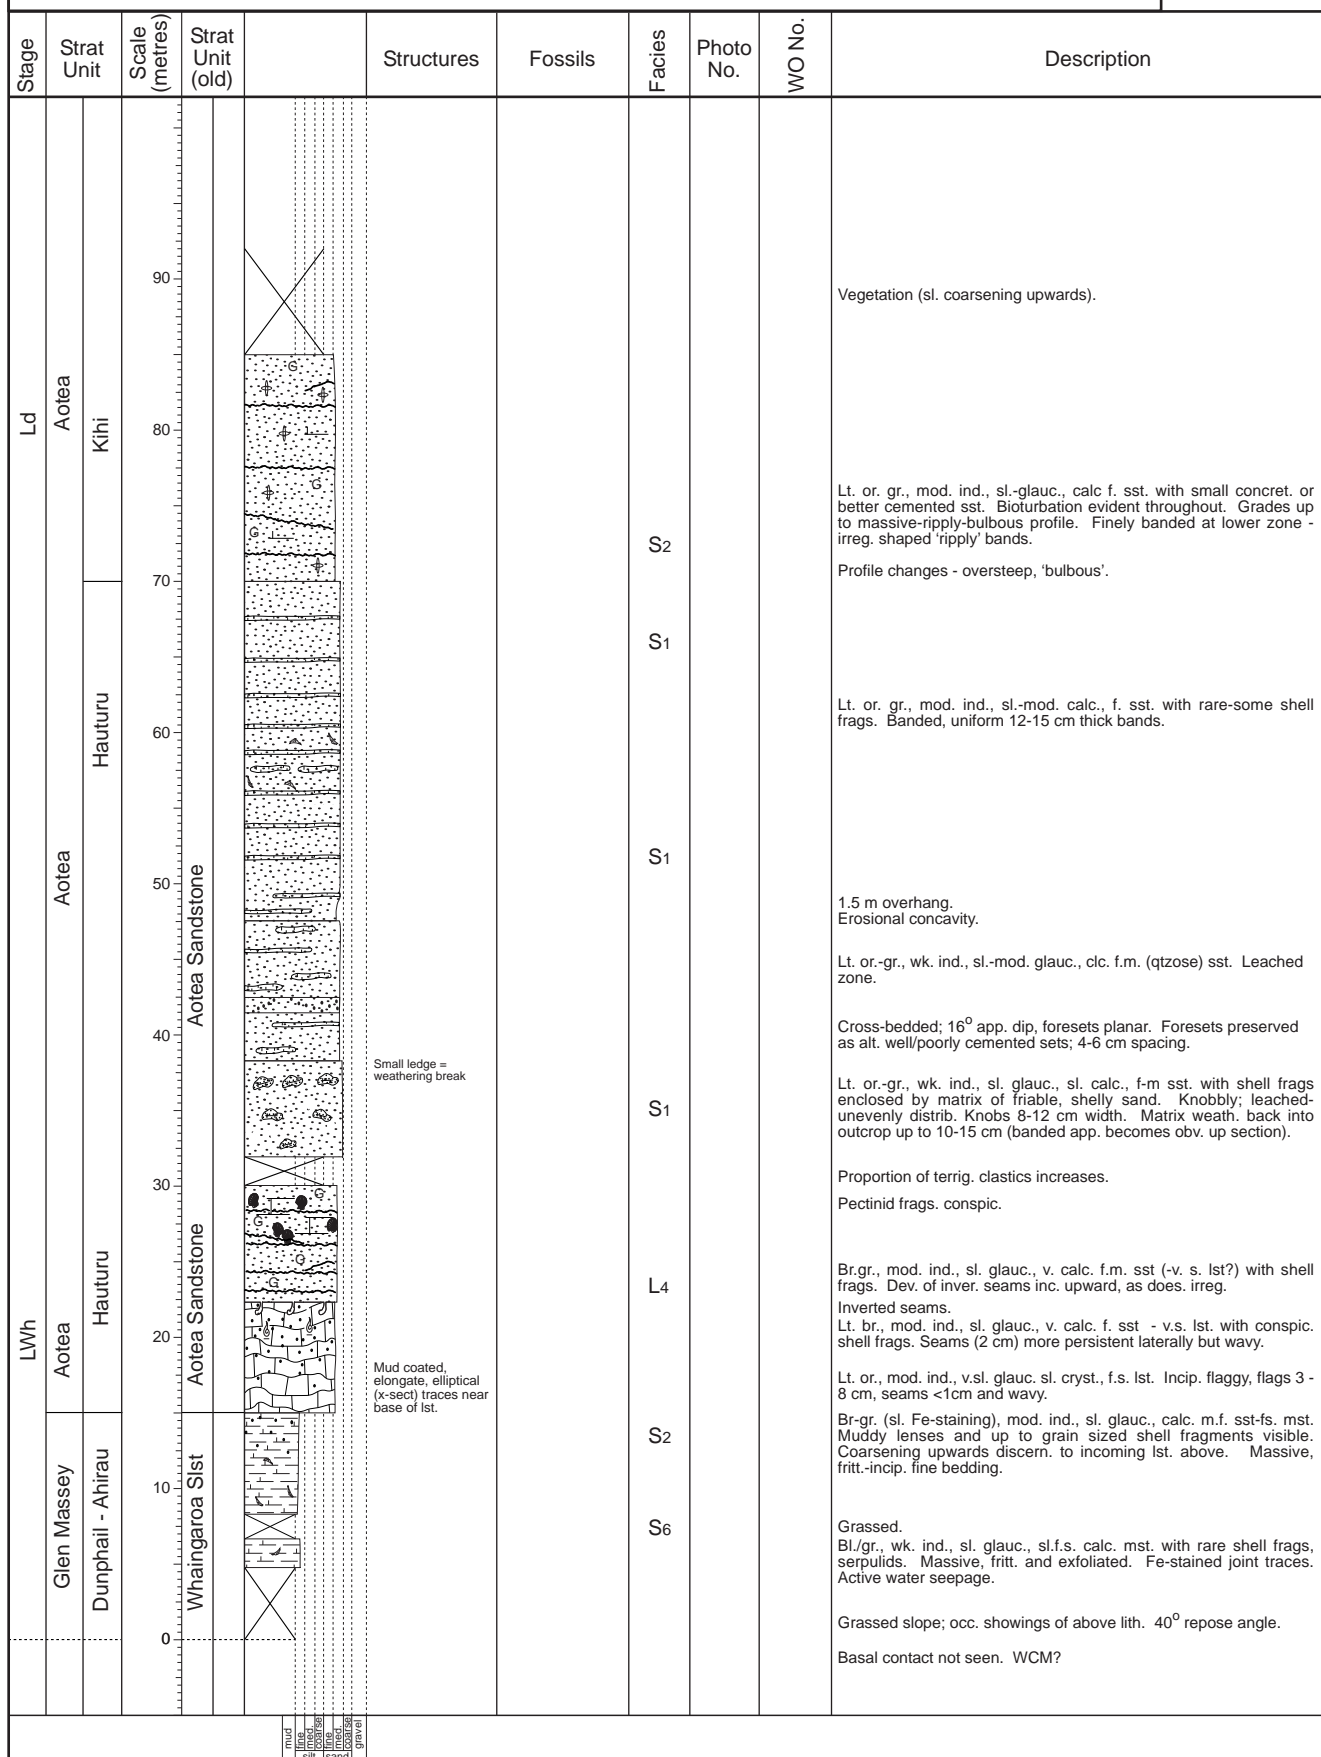 Stage
Strat
Unit
Scale
(metres)
Strat
Unit
(old)
Structures
Fossils
Facies
Photo
No.
WO No.
Description
Ld
Aotea
Kihi
90
80
70
60
50
40
30
20
10
0
G
G
G
Vegetation (sl. coarsening upwards).
Lt. or. gr., mod. ind., sl.-glauc., calc f. sst. with small concret. or
better cemented sst. Bioturbation evident throughout. Grades up
to massive-ripply-bulbous profile. Finely banded at lower zone -
irreg. shaped ‘ripply’ bands.
S2
Profile changes - oversteep, ‘bulbous’.
Hauturu
Aotea
Aotea Sandstone
S1
Lt. or. gr., mod. ind., sl.-mod. calc., f. sst. with rare-some shell
frags. Banded, uniform 12-15 cm thick bands.
S1
1.5 m overhang.
Erosional concavity.
Lt. or.-gr., wk. ind., sl.-mod. glauc., clc. f.m. (qtzose) sst. Leached
zone.
Cross-bedded; 16o app. dip, foresets planar. Foresets preserved
as alt. well/poorly cemented sets; 4-6 cm spacing.
Small ledge =
weathering break
Lt. or.-gr., wk. ind., sl. glauc., sl. calc., f-m sst. with shell frags
enclosed by matrix of friable, shelly sand. Knobbly; leached-
unevenly distrib. Knobs 8-12 cm width. Matrix weath. back into
outcrop up to 10-15 cm (banded app. becomes obv. up section).
S1
Proportion of terrig. clastics increases.
Pectinid frags. conspic.
G
G
G
G
LWh
Aotea
Hauturu
Aotea Sandstone
L4
Br.gr., mod. ind., sl. glauc., v. calc. f.m. sst (-v. s. lst?) with shell
frags. Dev. of inver. seams inc. upward, as does. irreg.
Inverted seams.
Lt. br., mod. ind., sl. glauc., v. calc. f. sst - v.s. lst. with conspic.
shell frags. Seams (2 cm) more persistent laterally but wavy.
Mud coated,
elongate, elliptical
(x-sect) traces near
base of lst.
Lt. or., mod. ind., v.sl. glauc. sl. cryst., f.s. lst. Incip. flaggy, flags 3 -
8 cm, seams <1cm and wavy.
Glen Massey
Dunphail - Ahirau
Whaingaroa Slst
S2
Br-gr. (sl. Fe-staining), mod. ind., sl. glauc., calc. m.f. sst-fs. mst.
Muddy lenses and up to grain sized shell fragments visible.
Coarsening upwards discern. to incoming lst. above. Massive,
fritt.-incip. fine bedding.
S6
Grassed.
Bl./gr., wk. ind., sl. glauc., sl.f.s. calc. mst. with rare shell frags,
serpulids. Massive, fritt. and exfoliated. Fe-stained joint traces.
Active water seepage.
Grassed slope; occ. showings of above lith. 40o repose angle.
Basal contact not seen. WCM?
mud
fine
med.
coarse
fine
med.
coarse
gravel
silt
sand